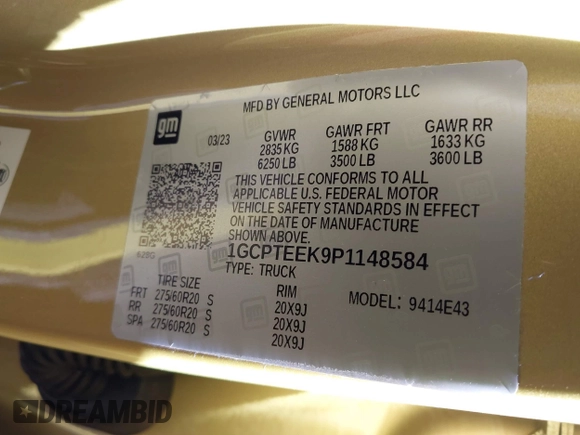 MFD BY GENERAL MOTORS LLC
gm
03/23
GVWR GAWR FRT GAWR RR
2835 KG 1588 KG 1633 KG
6250 LB 3500 LB 3600 LB
THIS VEHICLE CONFORMS TO ALL
APPLICABLE U.S. FEDERAL MOTOR
VEHICLE SAFETY STANDARDS IN EFFECT
ON THE DATE OF MANUFACTURE
SHOWN ABOVE.
1GCPTEEK9P1148584
TYPE: TRUCK
TIRE SIZE RIM MODEL: 9414E43
FRT 275/60R20 S 20X9J
RR 275/60R20 S 20X9J
SPA 275/60R20 S 20X9J
DREAMBID